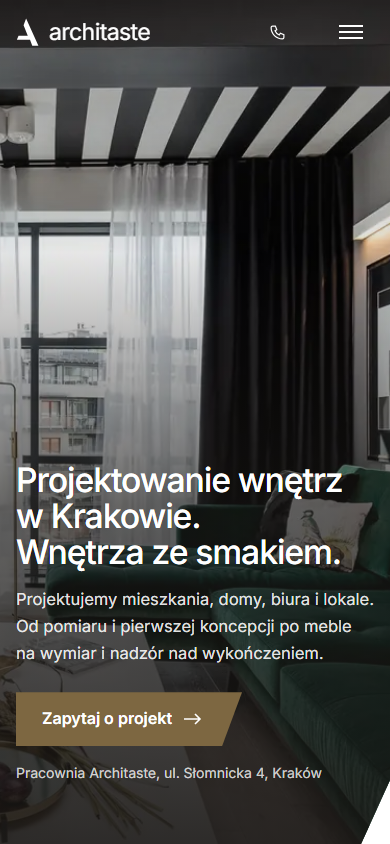 architaste
Projektowanie wnętrz
w Krakowie.
Wnętrza ze smakiem.
Projektujemy mieszkania, domy, biura i lokale.
Od pomiaru i pierwszej koncepcji po meble
na wymiar i nadzór nad wykończeniem.
Zapytaj o projekt
Pracownia Architaste, ul. Słomnicka 4, Kraków